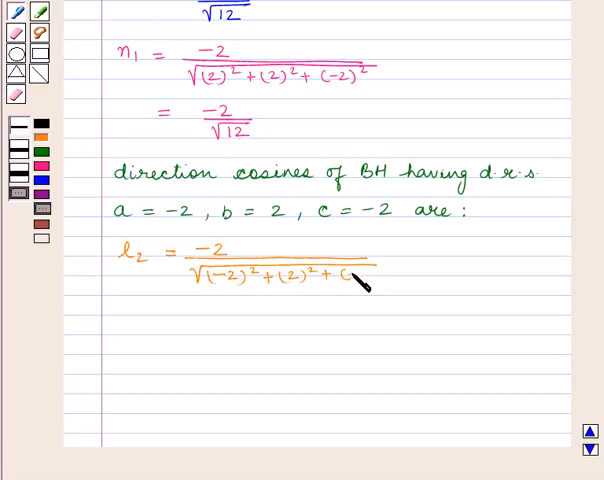 √12
n₁ = -2 / √(2)² + (2)² + (-2)²
= -2 / √12
direction cosines of BH having d.r.s.
a = -2 , b = 2 , c = -2 are :
l₂ = -2 / √(-2)² + (2)² + (